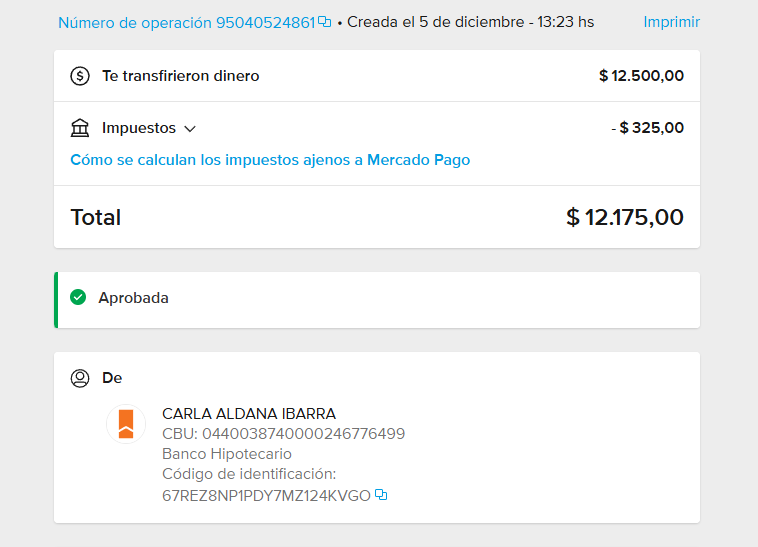 Número de operación 95040524861 • Creada el 5 de diciembre - 13:23 hs Imprimir
Te transfirieron dinero $ 12.500,00
Impuestos - $ 325,00
Cómo se calculan los impuestos ajenos a Mercado Pago
Total $ 12.175,00
Aprobada
De
CARLA ALDANA IBARRA
CBU: 0440038740000246776499
Banco Hipotecario
Código de identificación:
67REZ8NP1PDY7MZ124KVGO